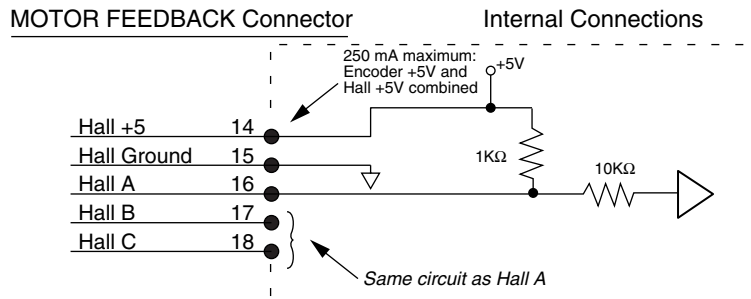 MOTOR FEEDBACK Connector
Internal Connections
250 mA maximum:
Encoder +5V and
Hall +5V combined
+5V
Hall +5 14
Hall Ground 15
Hall A 16
Hall B 17
Hall C 18
1KΩ
10KΩ
Same circuit as Hall A